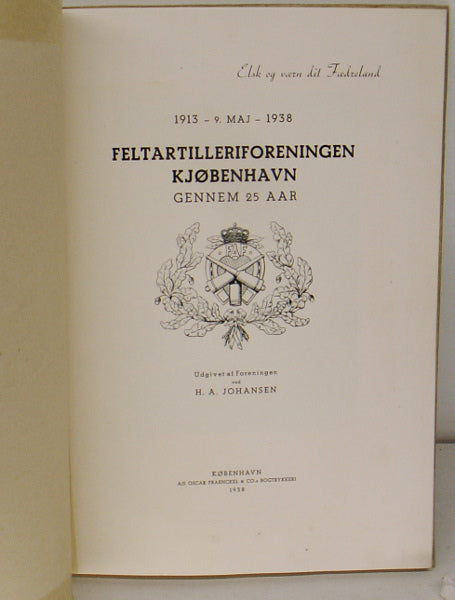 Elsk og værn dit Fædreland
1913 – 9. MAJ – 1938
FELTARTILLERIFORENINGEN
KJØBENHAVN
GENNEM 25 AAR
F.A.F.
Udgivet af Foreningen
ved
H. A. JOHANSEN
KØBENHAVN
A/S OSCAR FRAENCKEL & CO.s BOGTRYKKERI
1938